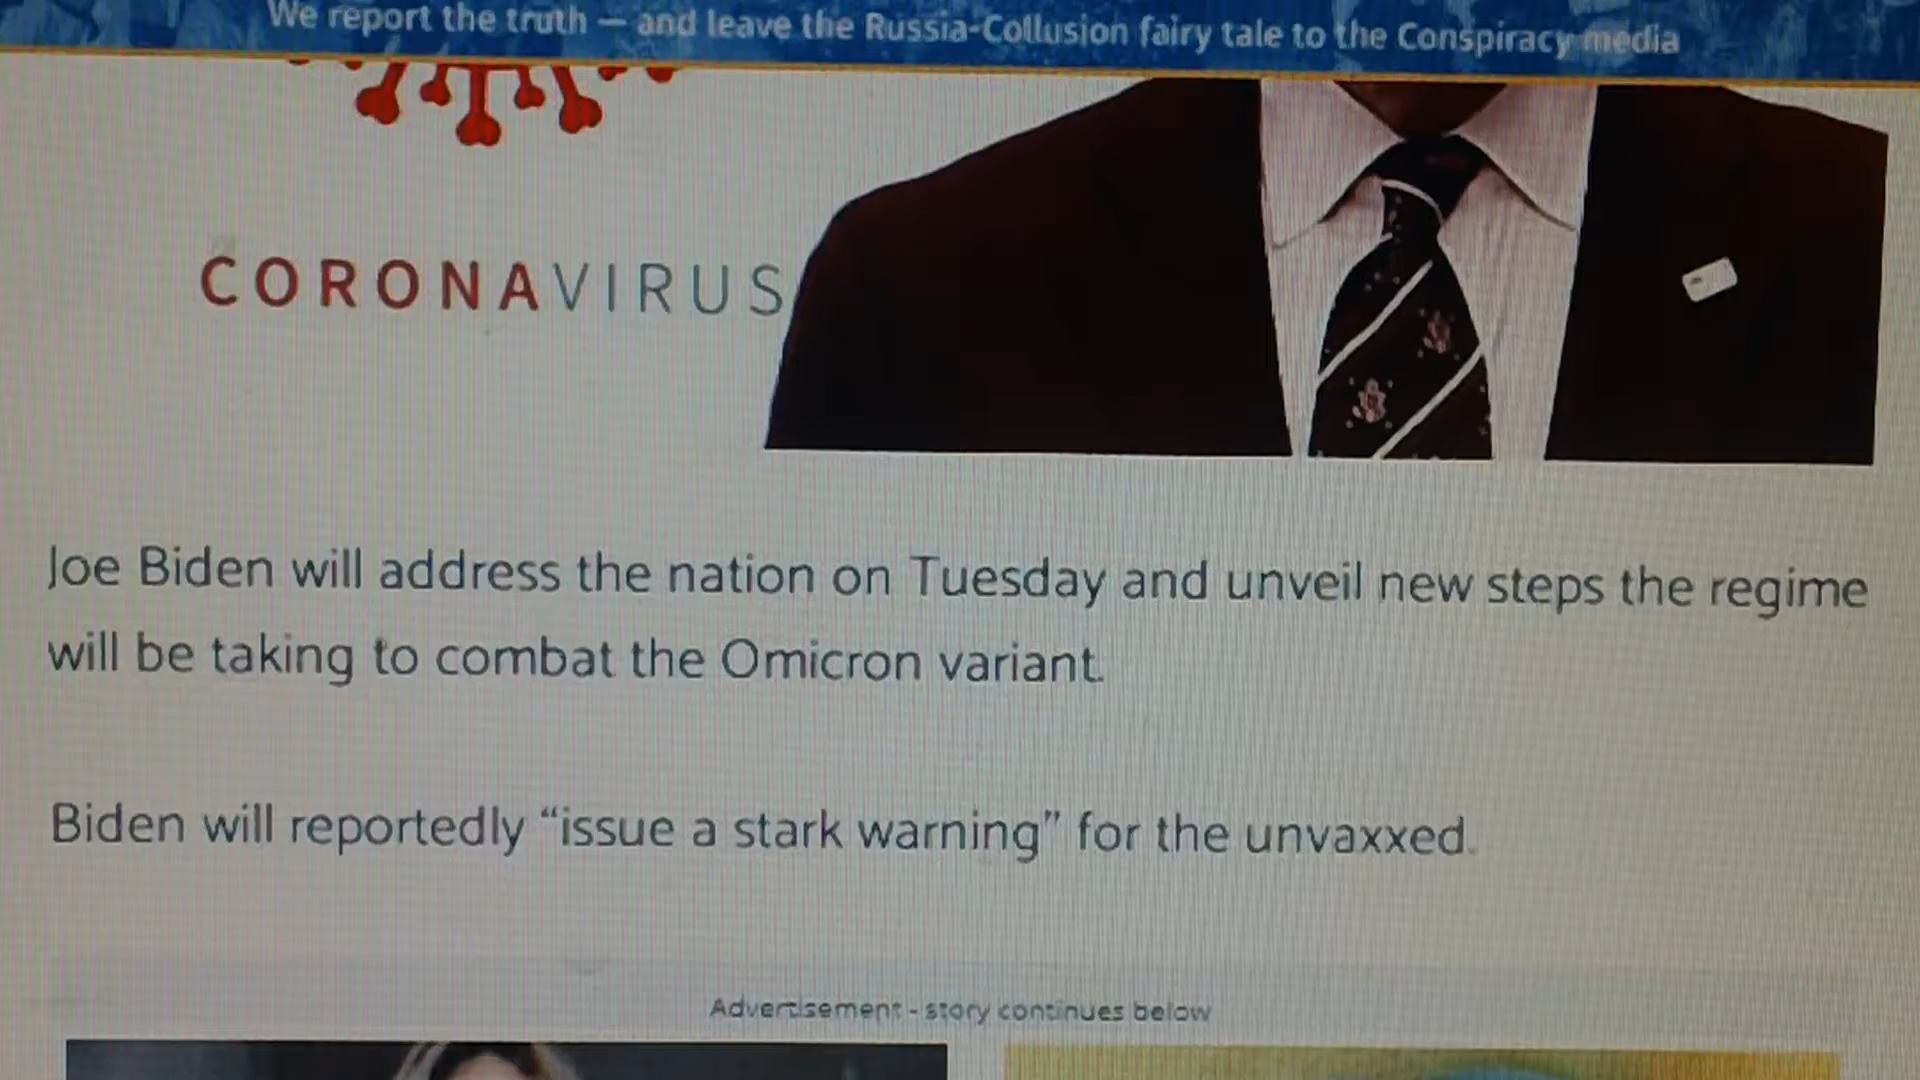 We report the truth — and leave the Russia-Collusion fairy tale to the Conspiracy media
CORONAVIRUS
Joe Biden will address the nation on Tuesday and unveil new steps the regime
will be taking to combat the Omicron variant.
Biden will reportedly “issue a stark warning” for the unvaxxed.
Advertisement - story continues below